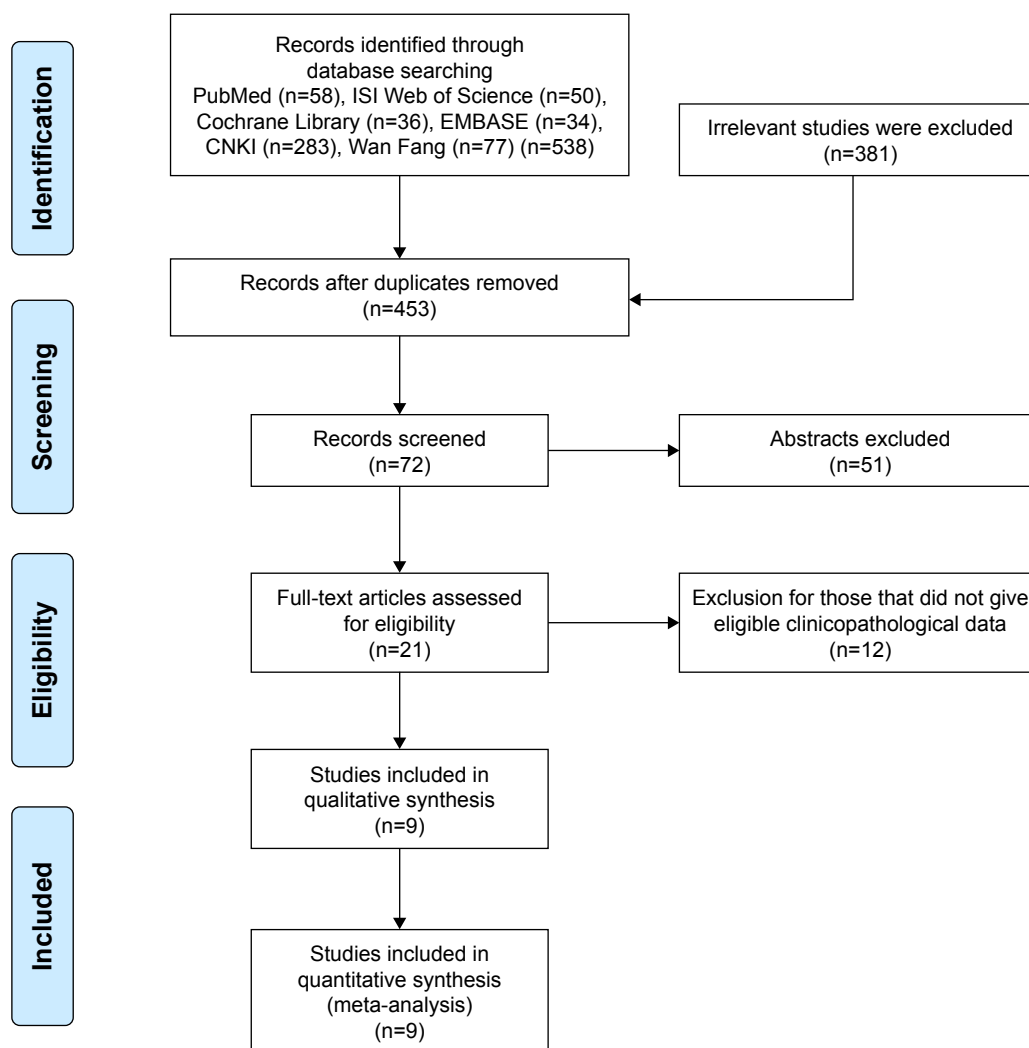 Identification
Records identified through
database searching
PubMed (n=58), ISI Web of Science (n=50),
Cochrane Library (n=36), EMBASE (n=34),
CNKI (n=283), Wan Fang (n=77) (n=538)
Irrelevant studies were excluded
(n=381)
Records after duplicates removed
(n=453)
Screening
Records screened
(n=72)
Abstracts excluded
(n=51)
Eligibility
Full-text articles assessed
for eligibility
(n=21)
Exclusion for those that did not give
eligible clinicopathological data
(n=12)
Studies included in
qualitative synthesis
(n=9)
Included
Studies included in
quantitative synthesis
(meta-analysis)
(n=9)